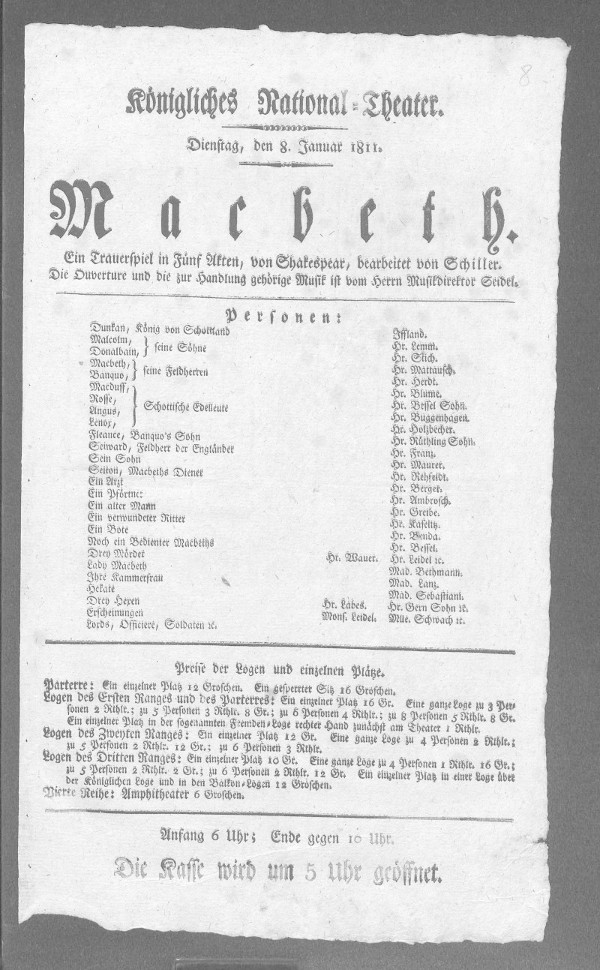 8
Königliches National-Theater.
Dienstag, den 8. Januar 1811.
Macbeth.
Ein Trauerspiel in Fünf Akten, von Shakespear, bearbeitet von Schiller.
Die Ouverture und die zur Handlung gehörige Musik ist vom Herrn Musikdirektor Seidel.
Personen:
Dunkan, König von Schottland Iffland.
Malcolm, Hr. Lemm.
Donalbain, } seine Söhne Hr. Stich.
Macbeth, Hr. Mattausch.
Banquo, } seine Feldherren Hr. Herdt.
Macduff, Hr. Blume.
Rosse, Hr. Bessel Sohn.
Angus, } Schottische Edelleute Hr. Buggenhagen.
Lenox, Hr. Holzbecher.
Fleance, Banquo's Sohn Hr. Rüthling Sohn.
Seiward, Feldherr der Engländer Hr. Franz.
Sein Sohn Hr. Maurer.
Seiton, Macbeths Diener Hr. Rehfeldt.
Ein Arzt Hr. Berger.
Ein Pförtner Hr. Ambrosch.
Ein alter Mann Hr. Greibe.
Ein verwundeter Ritter Hr. Kaselitz.
Ein Bote Hr. Benda.
Noch ein Bedienter Macbeths Hr. Bessel.
Drey Mörder Hr. Wauer. Hr. Leidel ꝛc.
Lady Macbeth Mad. Bethmann.
Ihre Kammerfrau Mad. Lanz.
Hekate Mad. Sebastiani.
Drey Hexen Hr. Labes. Hr. Gern Sohn ꝛc.
Erscheinungen Mons. Leidel. Mlle. Schwach ꝛc.
Lords, Officiere, Soldaten ꝛc.
Preise der Logen und einzelnen Plätze.
Parterre: Ein einzelner Platz 12 Groschen. Ein gesperrter Sitz 16 Groschen.
Logen des Ersten Ranges und des Parterres: Ein einzelner Platz 16 Gr. Eine ganze Loge zu 3 Per-
sonen 2 Rthlr.; zu 5 Personen 3 Rthlr. 8 Gr.; zu 6 Personen 4 Rthlr.; zu 8 Personen 5 Rthlr. 8 Gr.
Ein einzelner Platz in der sogenannten Fremden-Loge rechter Hand zunächst am Theater 1 Rthlr.
Logen des Zweyten Ranges: Ein einzelner Platz 12 Gr. Eine ganze Loge zu 4 Personen 2 Rthlr.;
zu 5 Personen 2 Rthlr. 12 Gr.; zu 6 Personen 3 Rthlr.
Logen des Dritten Ranges: Ein einzelner Platz 10 Gr. Eine ganze Loge zu 4 Personen 1 Rthlr. 16 Gr.;
zu 5 Personen 2 Rthlr. 2 Gr.; zu 6 Personen 2 Rthlr. 12 Gr. Ein einzelner Platz in einer Loge über
der Königlichen Loge und in den Balkon-Logen 12 Groschen.
Vierte Reihe: Amphitheater 6 Groschen.
Anfang 6 Uhr; Ende gegen 10 Uhr.
Die Kasse wird um 5 Uhr geöffnet.